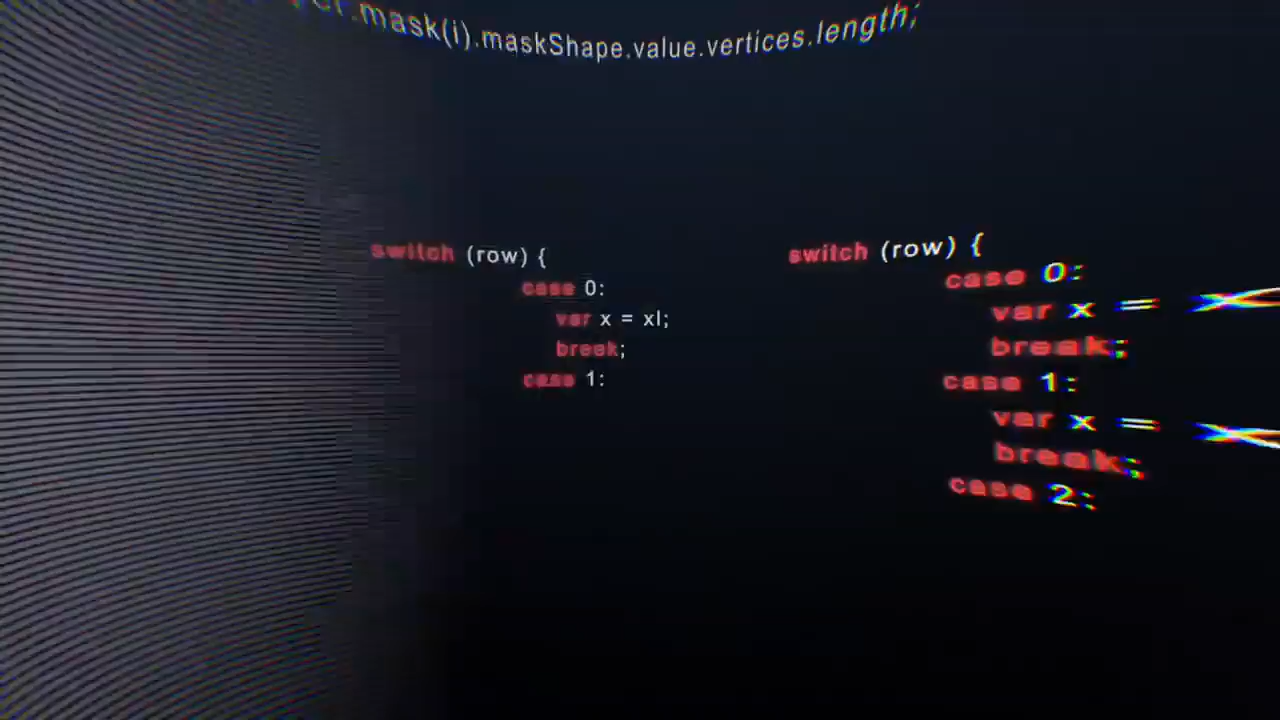 .mask(i).maskShape.value.vertices.length;
switch (row) {
case 0:
var x = xl;
break;
case 1:
switch (row) {
case 0:
var x =
break;
case 1:
var x =
break;
case 2: